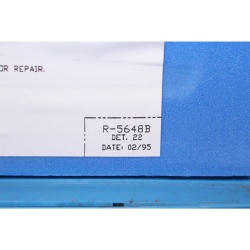 OR REPAIR.
R-5648B
DET. 22
DATE: 02/95